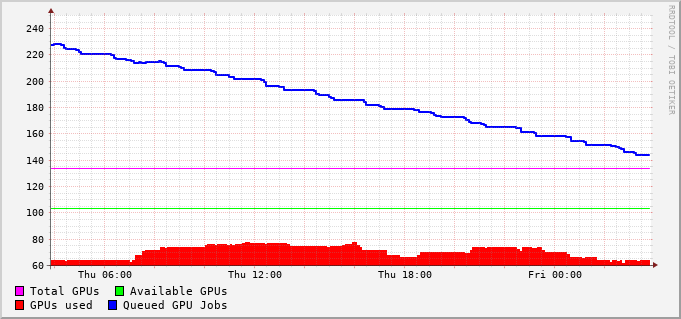 RRDTOOL / TOBI OETIKER
240
220
200
180
160
140
120
100
80
60
Thu 06:00 Thu 12:00 Thu 18:00 Fri 00:00
Total GPUs Available GPUs
GPUs used Queued GPU Jobs